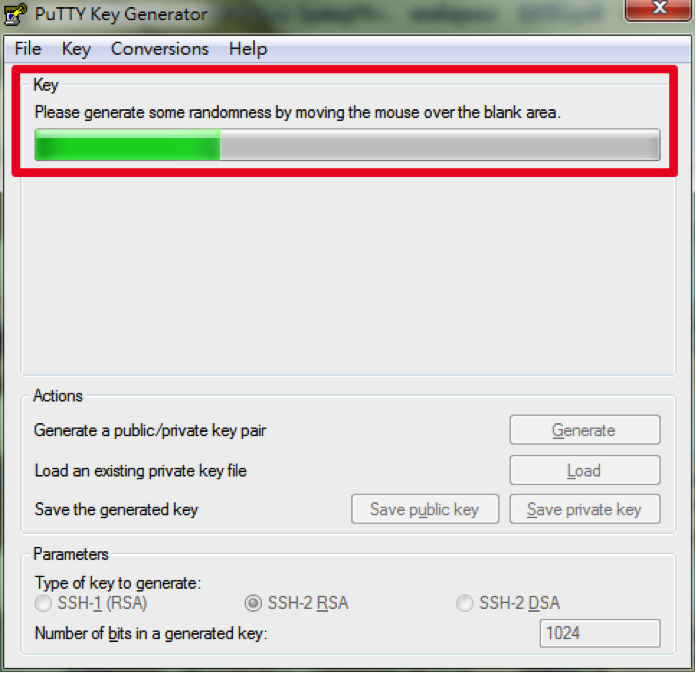 PuTTY Key Generator
File Key Conversions Help
Key
Please generate some randomness by moving the mouse over the blank area.
Actions
Generate a public/private key pair
Generate
Load an existing private key file
Load
Save the generated key
Save public key
Save private key
Parameters
Type of key to generate:
SSH-1 (RSA)
SSH-2 RSA
SSH-2 DSA
Number of bits in a generated key:
1024